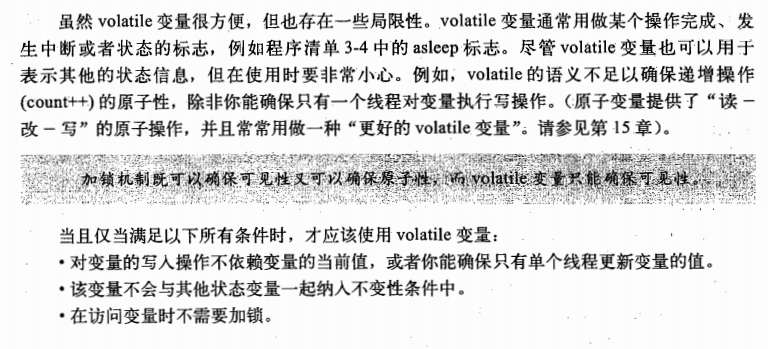 虽然 volatile 变量很方便，但也存在一些局限性。volatile 变量通常用做某个操作完成、发
生中断或者状态的标志，例如程序清单 3-4 中的 asleep 标志。尽管 volatile 变量也可以用于
表示其他的状态信息，但在使用时要非常小心。例如，volatile 的语义不足以确保递增操作
(count++) 的原子性，除非你能确保只有一个线程对变量执行写操作。（原子变量提供了“读－
改－写”的原子操作，并且常常用做一种“更好的 volatile 变量”。请参见第 15 章）。
加锁机制既可以确保可见性又可以确保原子性，而 volatile 变量只能确保可见性。
当且仅当满足以下所有条件时，才应该使用 volatile 变量：
• 对变量的写入操作不依赖变量的当前值，或者你能确保只有单个线程更新变量的值。
• 该变量不会与其他状态变量一起纳入不变性条件中。
• 在访问变量时不需要加锁。